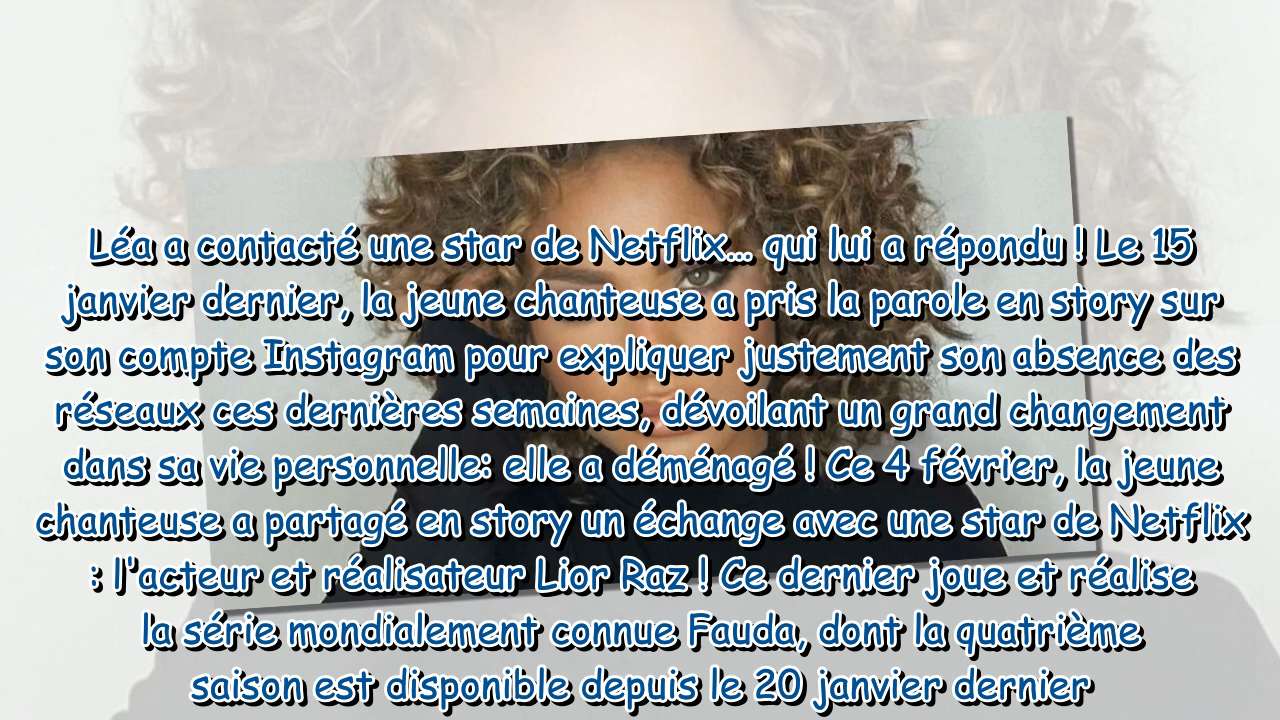 Léa a contacté une star de Netflix... qui lui a répondu ! Le 15
janvier dernier, la jeune chanteuse a pris la parole en story sur
son compte Instagram pour expliquer justement son absence des
réseaux ces dernières semaines, dévoilant un grand changement
dans sa vie personnelle: elle a déménagé ! Ce 4 février, la jeune
chanteuse a partagé en story un échange avec une star de Netflix
: l'acteur et réalisateur Lior Raz ! Ce dernier joue et réalise
la série mondialement connue Fauda, dont la quatrième
saison est disponible depuis le 20 janvier dernier